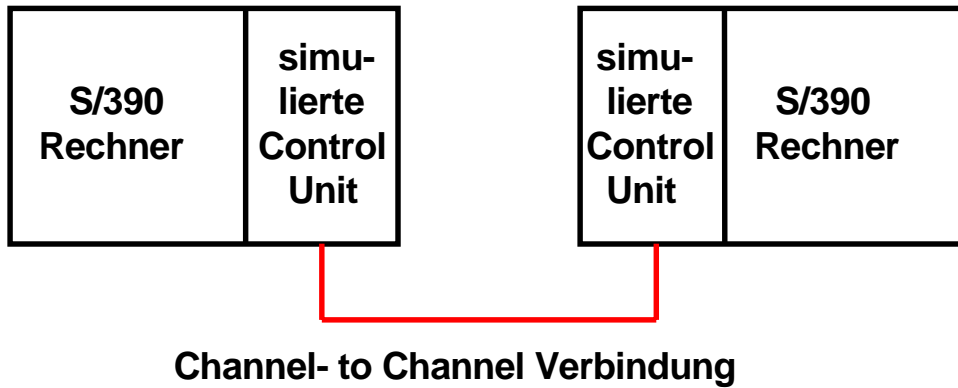 S/390
Rechner
simu-
lierte
Control
Unit
simu-
lierte
Control
Unit
S/390
Rechner
Channel- to Channel Verbindung